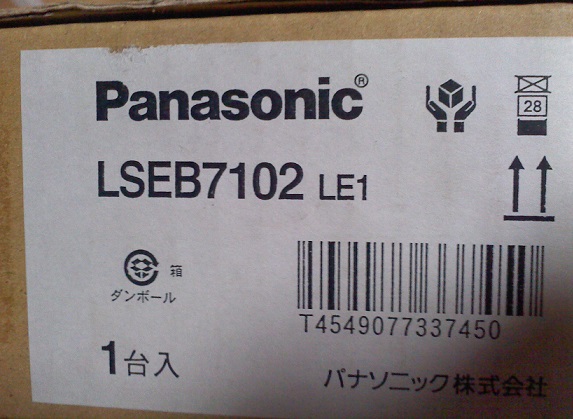 Panasonic®
28
LSEB7102 LE1
箱
ダンボール
T4549077337450
1台入
パナソニック株式会社